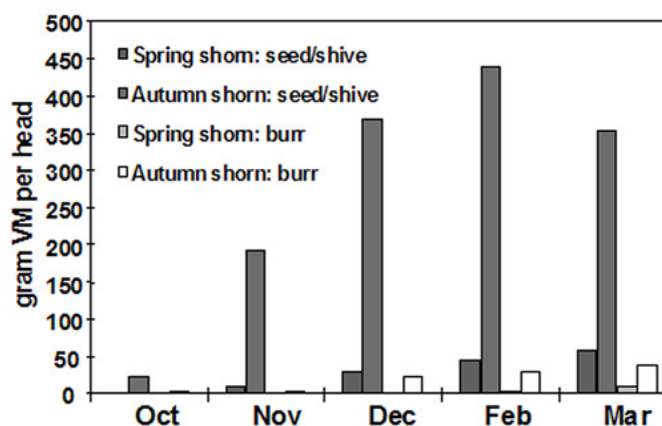 gram VM per head
500
450
400
350
300
250
200
150
100
50
0
Spring shorn: seed/shive
Autumn shorn: seed/shive
Spring shorn: burr
Autumn shorn: burr
Oct Nov Dec Feb Mar